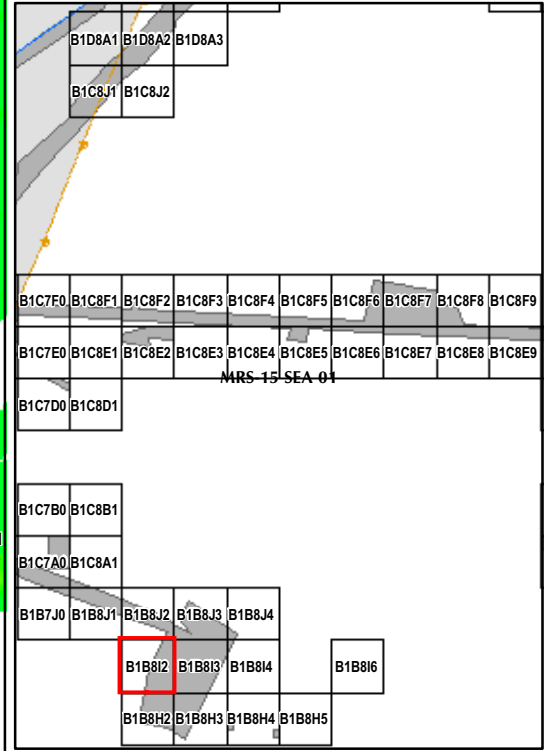 B1D8A1 B1D8A2 B1D8A3
B1C8J1 B1C8J2
B1C7F0 B1C8F1 B1C8F2 B1C8F3 B1C8F4 B1C8F5 B1C8F6 B1C8F7 B1C8F8 B1C8F9
B1C7E0 B1C8E1 B1C8E2 B1C8E3 B1C8E4 B1C8E5 B1C8E6 B1C8E7 B1C8E8 B1C8E9
MRS-15 SEA 01
B1C7D0 B1C8D1
B1C7B0 B1C8B1
B1C7A0 B1C8A1
B1B7J0 B1B8J1 B1B8J2 B1B8J3 B1B8J4
B1B8I2 B1B8I3 B1B8I4 B1B8I6
B1B8H2 B1B8H3 B1B8H4 B1B8H5